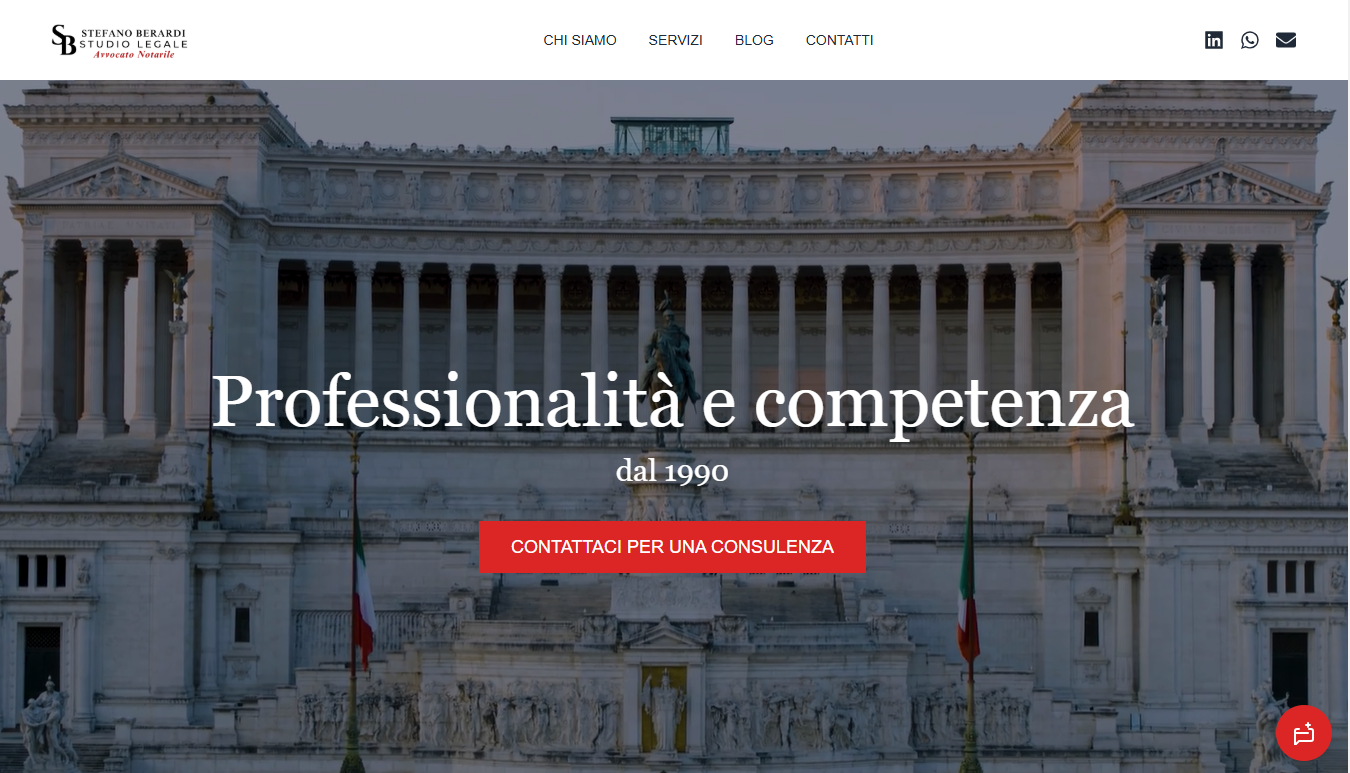 SB
STEFANO BERARDI
STUDIO LEGALE
Avvocato Notarile
CHI SIAMO
SERVIZI
BLOG
CONTATTI
in
Professionalità e competenza
dal 1990
CONTATTACI PER UNA CONSULENZA